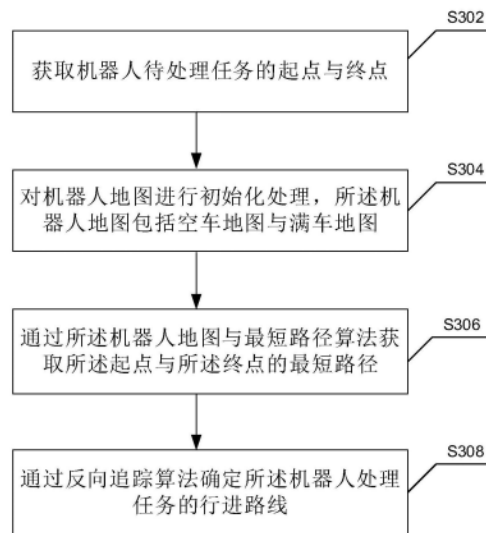 S302
获取机器人待处理任务的起点与终点
S304
对机器人地图进行初始化处理，所述机
器人地图包括空车地图与满车地图
S306
通过所述机器人地图与最短路径算法获
取所述起点与所述终点的最短路径
S308
通过反向追踪算法确定所述机器人处理
任务的行进路线